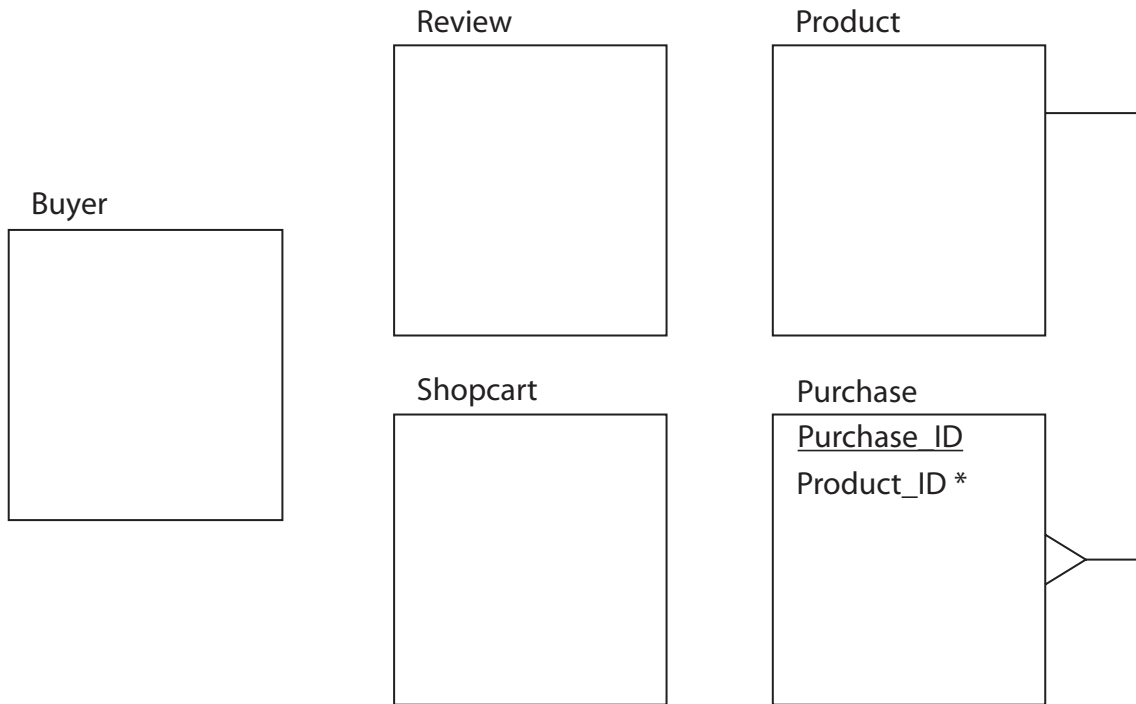 Review
Product
Buyer
Shopcart
Purchase
Purchase_ID
Product_ID *